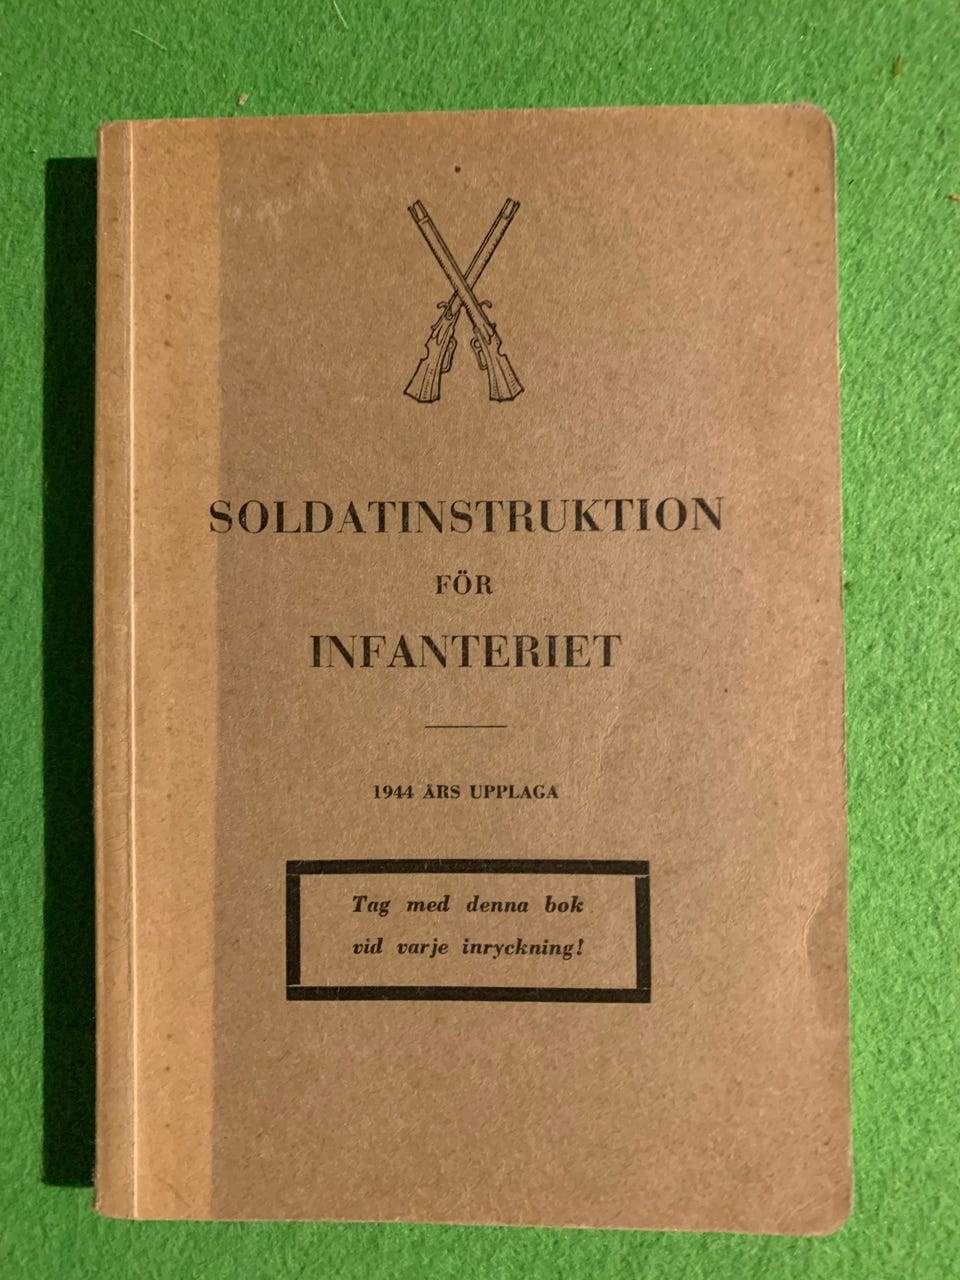 SOLDATINSTRUKTION
FÖR
INFANTERIET
1944 ÅRS UPPLAGA
Tag med denna bok
vid varje inryckning!